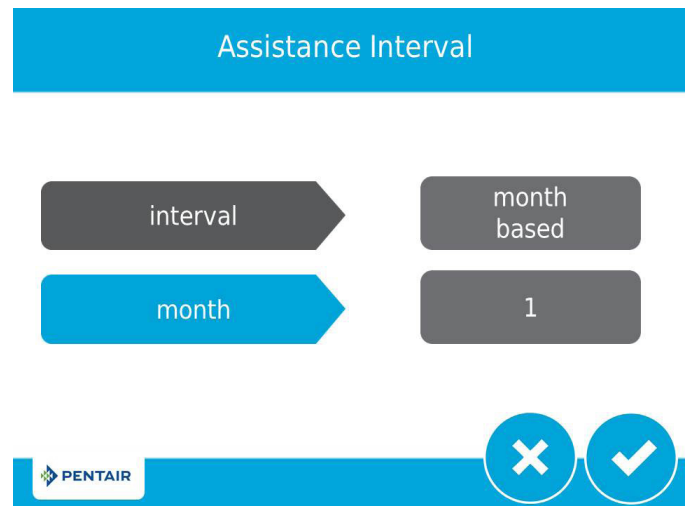 Assistance Interval
interval
month
based
month
1
PENTAIR